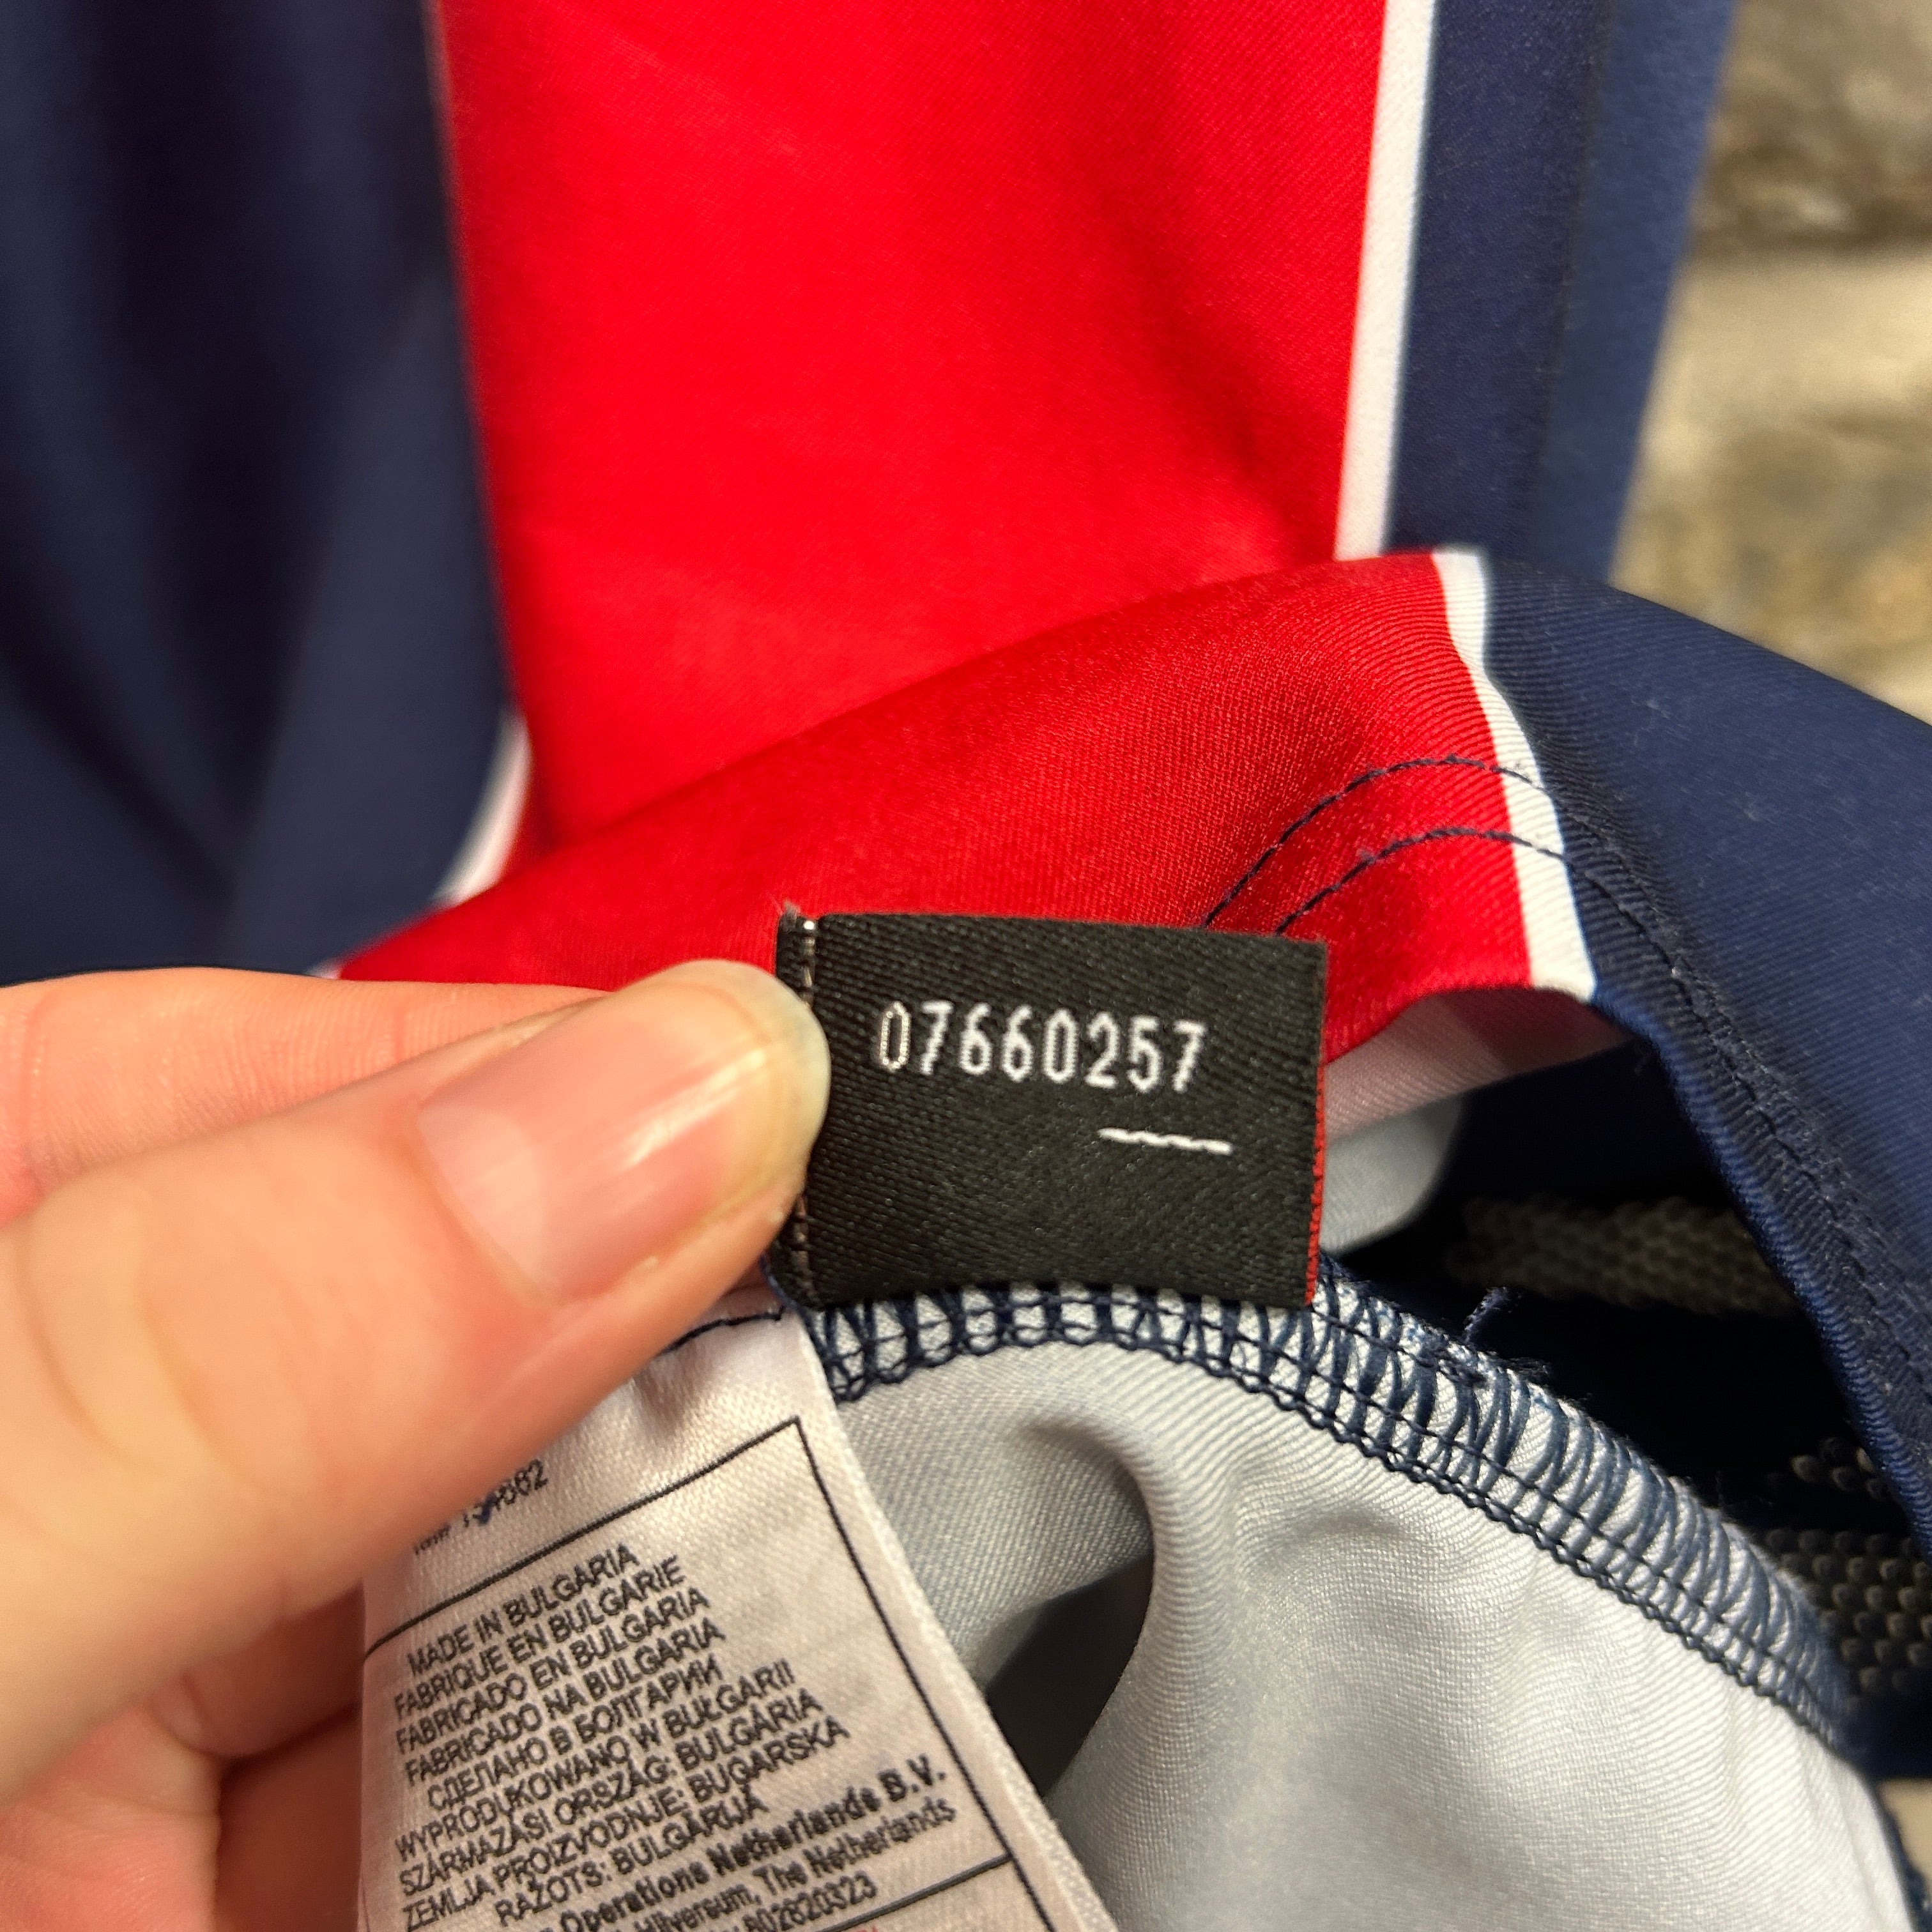 07660257
MADE IN BULGARIA
FABRIQUE EN BULGARIE
FABRICADO EN BULGARIA
FABRICADO NA BULGARIA
СДЕЛАНО В БОЛГАРИИ
WYPRODUKOWANO W BUŁGARII
SZÁRMAZÁSI ORSZÁG: BULGÁRIA
ZEMLJA PROIZVODNJE: BUGARSKA
RAŽOTS: BULGĀRIJĀ
Operations Netherlands B.V.
Hilversum, The Netherlands